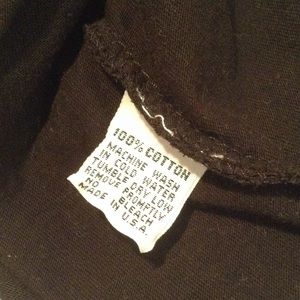 100% COTTON
MACHINE WASH
IN COLD WATER
TUMBLE DRY LOW
REMOVE PROMPTLY
NO BLEACH
MADE IN U.S.A.